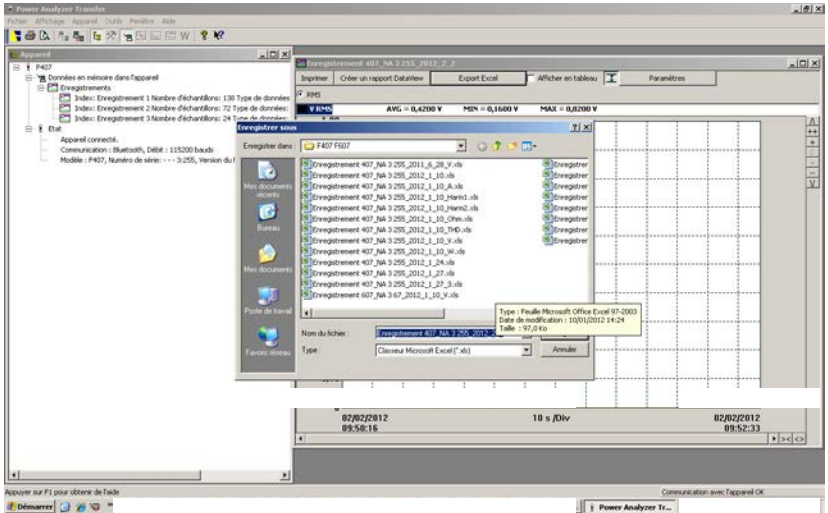 Power Analyzer Transfer
Fichier Affichage Appareil Outils Fenêtre Aide
Appareil
F407
Données en mémoire dans l'appareil
Enregistrements
Index: Enregistrement 1 Nombre d'échantillons: 138 Type de données
Index: Enregistrement 2 Nombre d'échantillons: 72 Type de données:
Index: Enregistrement 3 Nombre d'échantillons: 24 Type de données:
Etat
Appareil connecté.
Communication : Bluetooth, Débit : 115200 bauds
Modèle : F407, Numéro de série: - - - 3:255, Version du f
Enregistrement 407_NA 3 255_2012_2_2
Imprimer Créer un rapport DataView Export Excel Afficher en tableau Paramètres
RMS
V RMS AVG = 0,4200 V MIN = 0,1600 V MAX = 0,8200 V
Enregistrer sous
Enregistrer dans : F407 F607
Mes documents récents
Bureau
Mes documents
Poste de travail
Favoris réseau
Enregistrement 407_NA 3 255_2011_6_28_V.xls
Enregistrement 407_NA 3 255_2012_1_10.xls
Enregistrement 407_NA 3 255_2012_1_10_A.xls
Enregistrement 407_NA 3 255_2012_1_10_Harm1.xls
Enregistrement 407_NA 3 255_2012_1_10_Harm2.xls
Enregistrement 407_NA 3 255_2012_1_10_Ohm.xls
Enregistrement 407_NA 3 255_2012_1_10_THD.xls
Enregistrement 407_NA 3 255_2012_1_10_V.xls
Enregistrement 407_NA 3 255_2012_1_10_W.xls
Enregistrement 407_NA 3 255_2012_1_24.xls
Enregistrement 407_NA 3 255_2012_1_27.xls
Enregistrement 407_NA 3 255_2012_1_27_3.xls
Enregistrement 607_NA 3 67_2012_1_10_V.xls
Enregistrer
Enregistrer
Enregistrer
Enregistrer
Enregistrer
Enregistrer
Enregistrer
Type : Feuille Microsoft Office Excel 97-2003
Date de modification : 10/01/2012 14:24
Taille : 97,0 Ko
Nom du fichier : Enregistrement 407_NA 3 255_2012_2
Type : Classeur Microsoft Excel (*.xls) Annuler
02/02/2012 10 s /Div 02/02/2012
09:50:16 09:52:33
Appuyer sur F1 pour obtenir de l'aide Communication avec l'appareil OK
Démarrer Power Analyzer Tr...